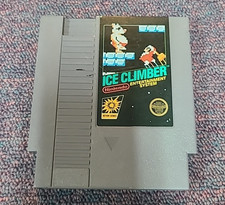 ICE CLIMBER
Nintendo
ENTERTAINMENT
SYSTEM